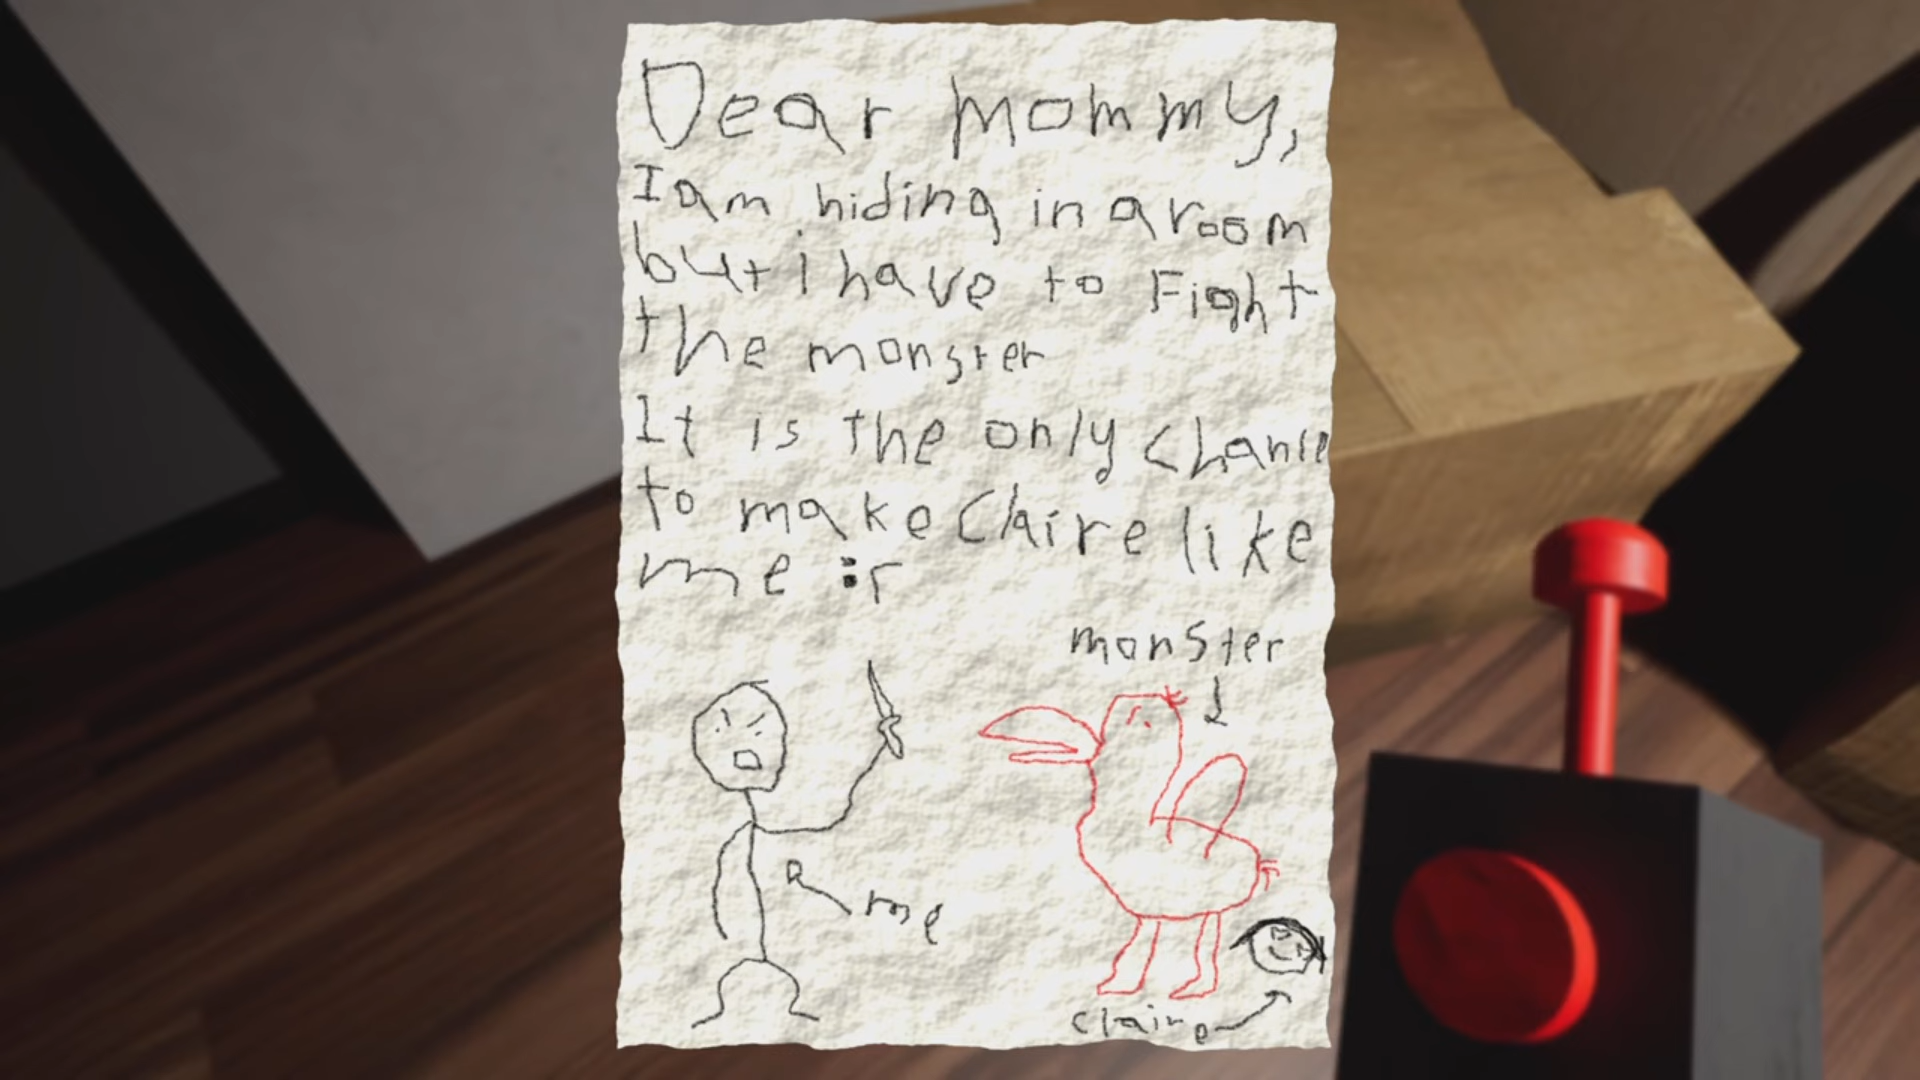 Dear Mommy,
I am hiding in a room
but i have to Fight
the monster
It is the only chance
to make Claire like
me :r
monster
me
claire